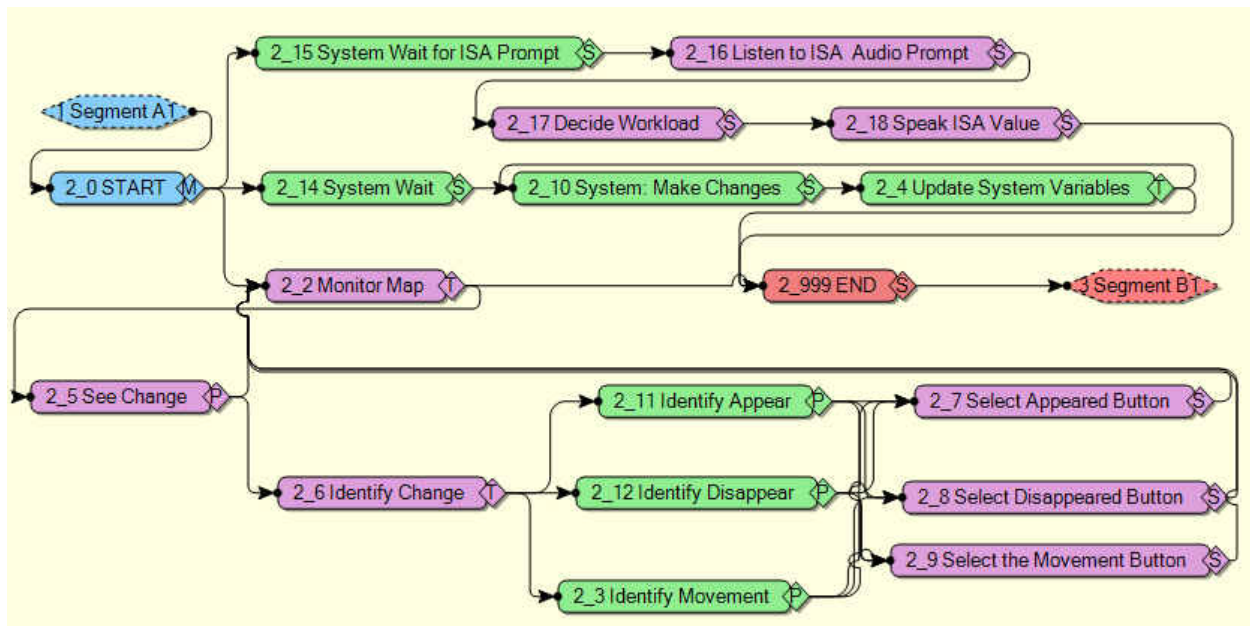 2_15 System Wait for ISA Prompt S
2_16 Listen to ISA  Audio Prompt S
1 Segment A1
2_17 Decide Workload S
2_18 Speak ISA Value S
2_0 START M
2_14 System Wait S
2_10 System: Make Changes S
2_4 Update System Variables T
2_2 Monitor Map T
2_999 END S
3 Segment B1
2_5 See Change P
2_11 Identify Appear P
2_7 Select Appeared Button S
2_6 Identify Change T
2_12 Identify Disappear P
2_8 Select Disappeared Button S
2_9 Select the Movement Button S
2_3 Identify Movement P